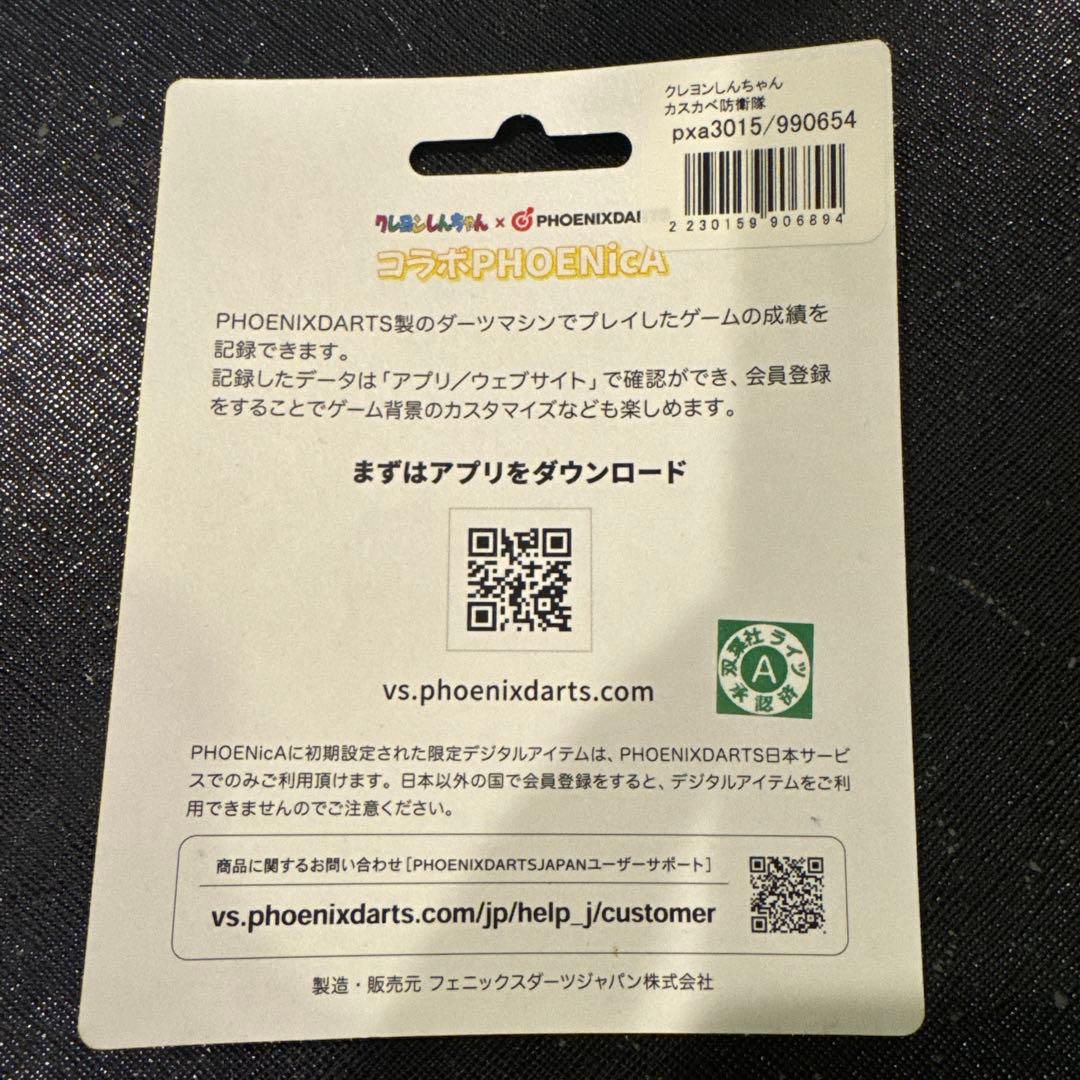 クレヨンしんちゃん
カスカベ防衛隊
pxa3015/990654
2 230159 906894
クレヨンしんちゃん × PHOENIXDA
コラボPHOENicA
PHOENIXDARTS製のダーツマシンでプレイしたゲームの成績を
記録できます。
記録したデータは「アプリ／ウェブサイト」で確認ができ、会員登録
をすることでゲーム背景のカスタマイズなども楽しめます。
まずはアプリをダウンロード
vs.phoenixdarts.com
双葉社ライツ
A
承認済
PHOENicAに初期設定された限定デジタルアイテムは、PHOENIXDARTS日本サービ
スでのみご利用頂けます。日本以外の国で会員登録をすると、デジタルアイテムをご利
用できませんのでご注意ください。
商品に関するお問い合わせ[PHOENIXDARTSJAPANユーザーサポート]
vs.phoenixdarts.com/jp/help_j/customer
製造・販売元 フェニックスダーツジャパン株式会社